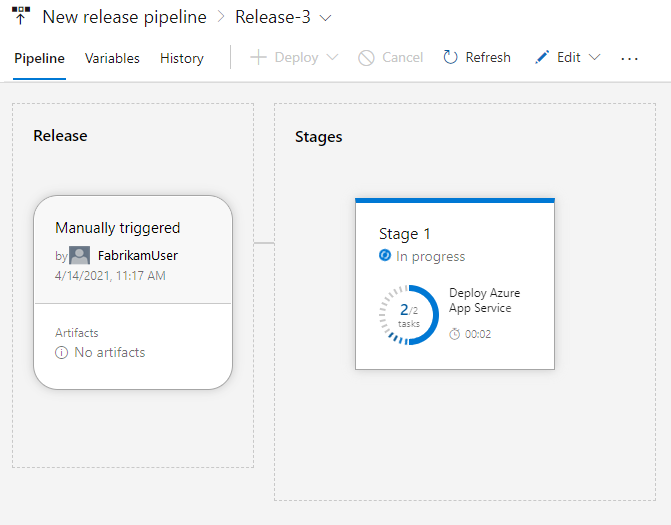 New release pipeline > Release-3
Pipeline Variables History Deploy Cancel Refresh Edit ...
Release
Manually triggered
by FabrikamUser
4/14/2021, 11:17 AM
Artifacts
No artifacts
Stages
Stage 1
In progress
2/2
tasks
Deploy Azure
App Service
00:02